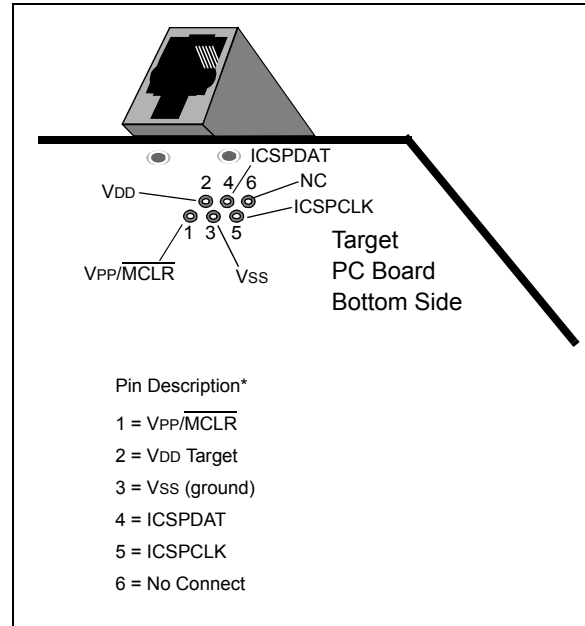 ICSPDAT
VDD
2 4 6
NC
ICSPCLK
1 3 5
VPP/MCLR
VSS
Target
PC Board
Bottom Side
Pin Description*
1 = VPP/MCLR
2 = VDD Target
3 = VSS (ground)
4 = ICSPDAT
5 = ICSPCLK
6 = No Connect